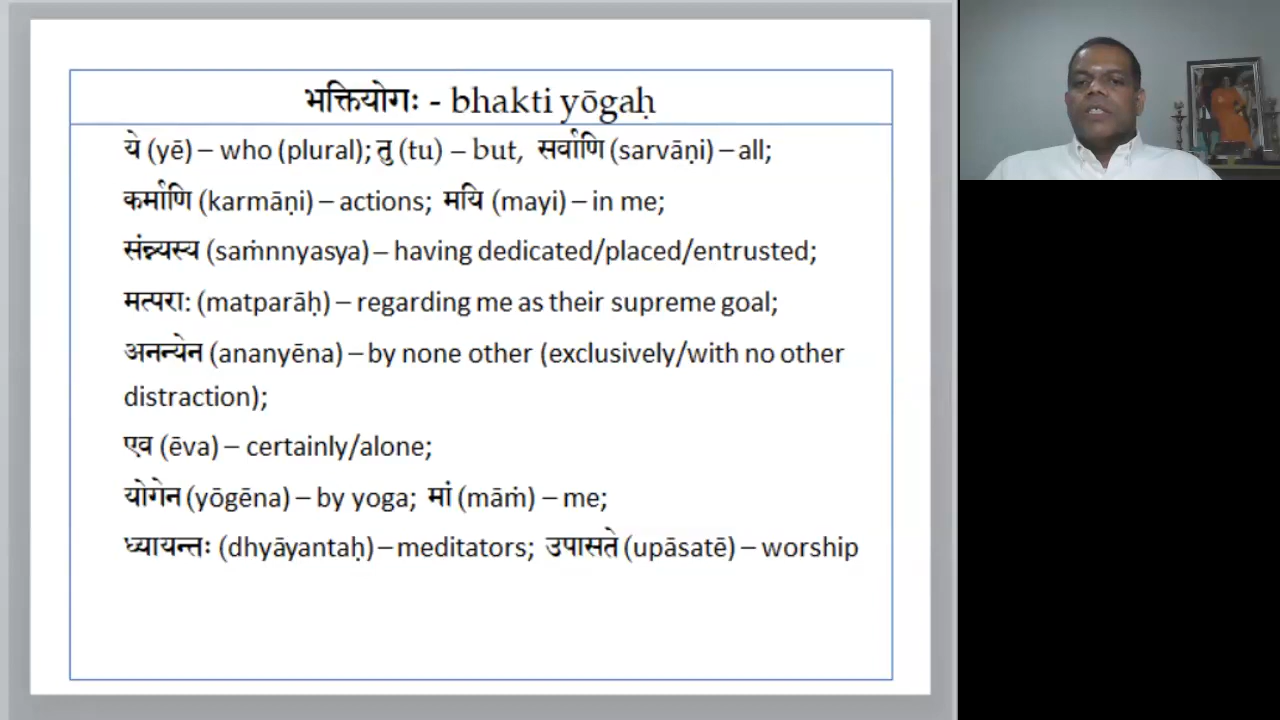 भक्तियोगः - bhakti yōgaḥ
ये (yē) – who (plural); तु (tu) – but, सर्वाणि (sarvāṇi) – all;
कर्माणि (karmāṇi) – actions; मयि (mayi) – in me;
संन्न्यस्य (saṁnnyasya) – having dedicated/placed/entrusted;
मत्पराः (matparāḥ) – regarding me as their supreme goal;
अनन्येन (ananyēna) – by none other (exclusively/with no other
distraction);
एव (ēva) – certainly/alone;
योगेन (yōgēna) – by yoga; मां (māṁ) – me;
ध्यायन्तः (dhyāyantaḥ) – meditators; उपासते (upāsatē) – worship